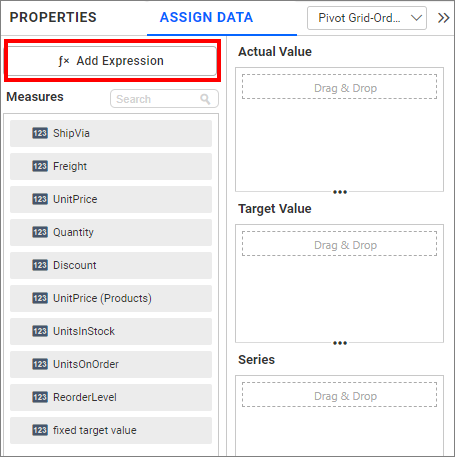 PROPERTIES ASSIGN DATA Pivot Grid-Ord...
ƒx Add Expression
Measures Search
123 ShipVia
123 Freight
123 UnitPrice
123 Quantity
123 Discount
123 UnitPrice (Products)
123 UnitsInStock
123 UnitsOnOrder
123 ReorderLevel
123 fixed target value
Actual Value
Drag & Drop
Target Value
Drag & Drop
Series
Drag & Drop